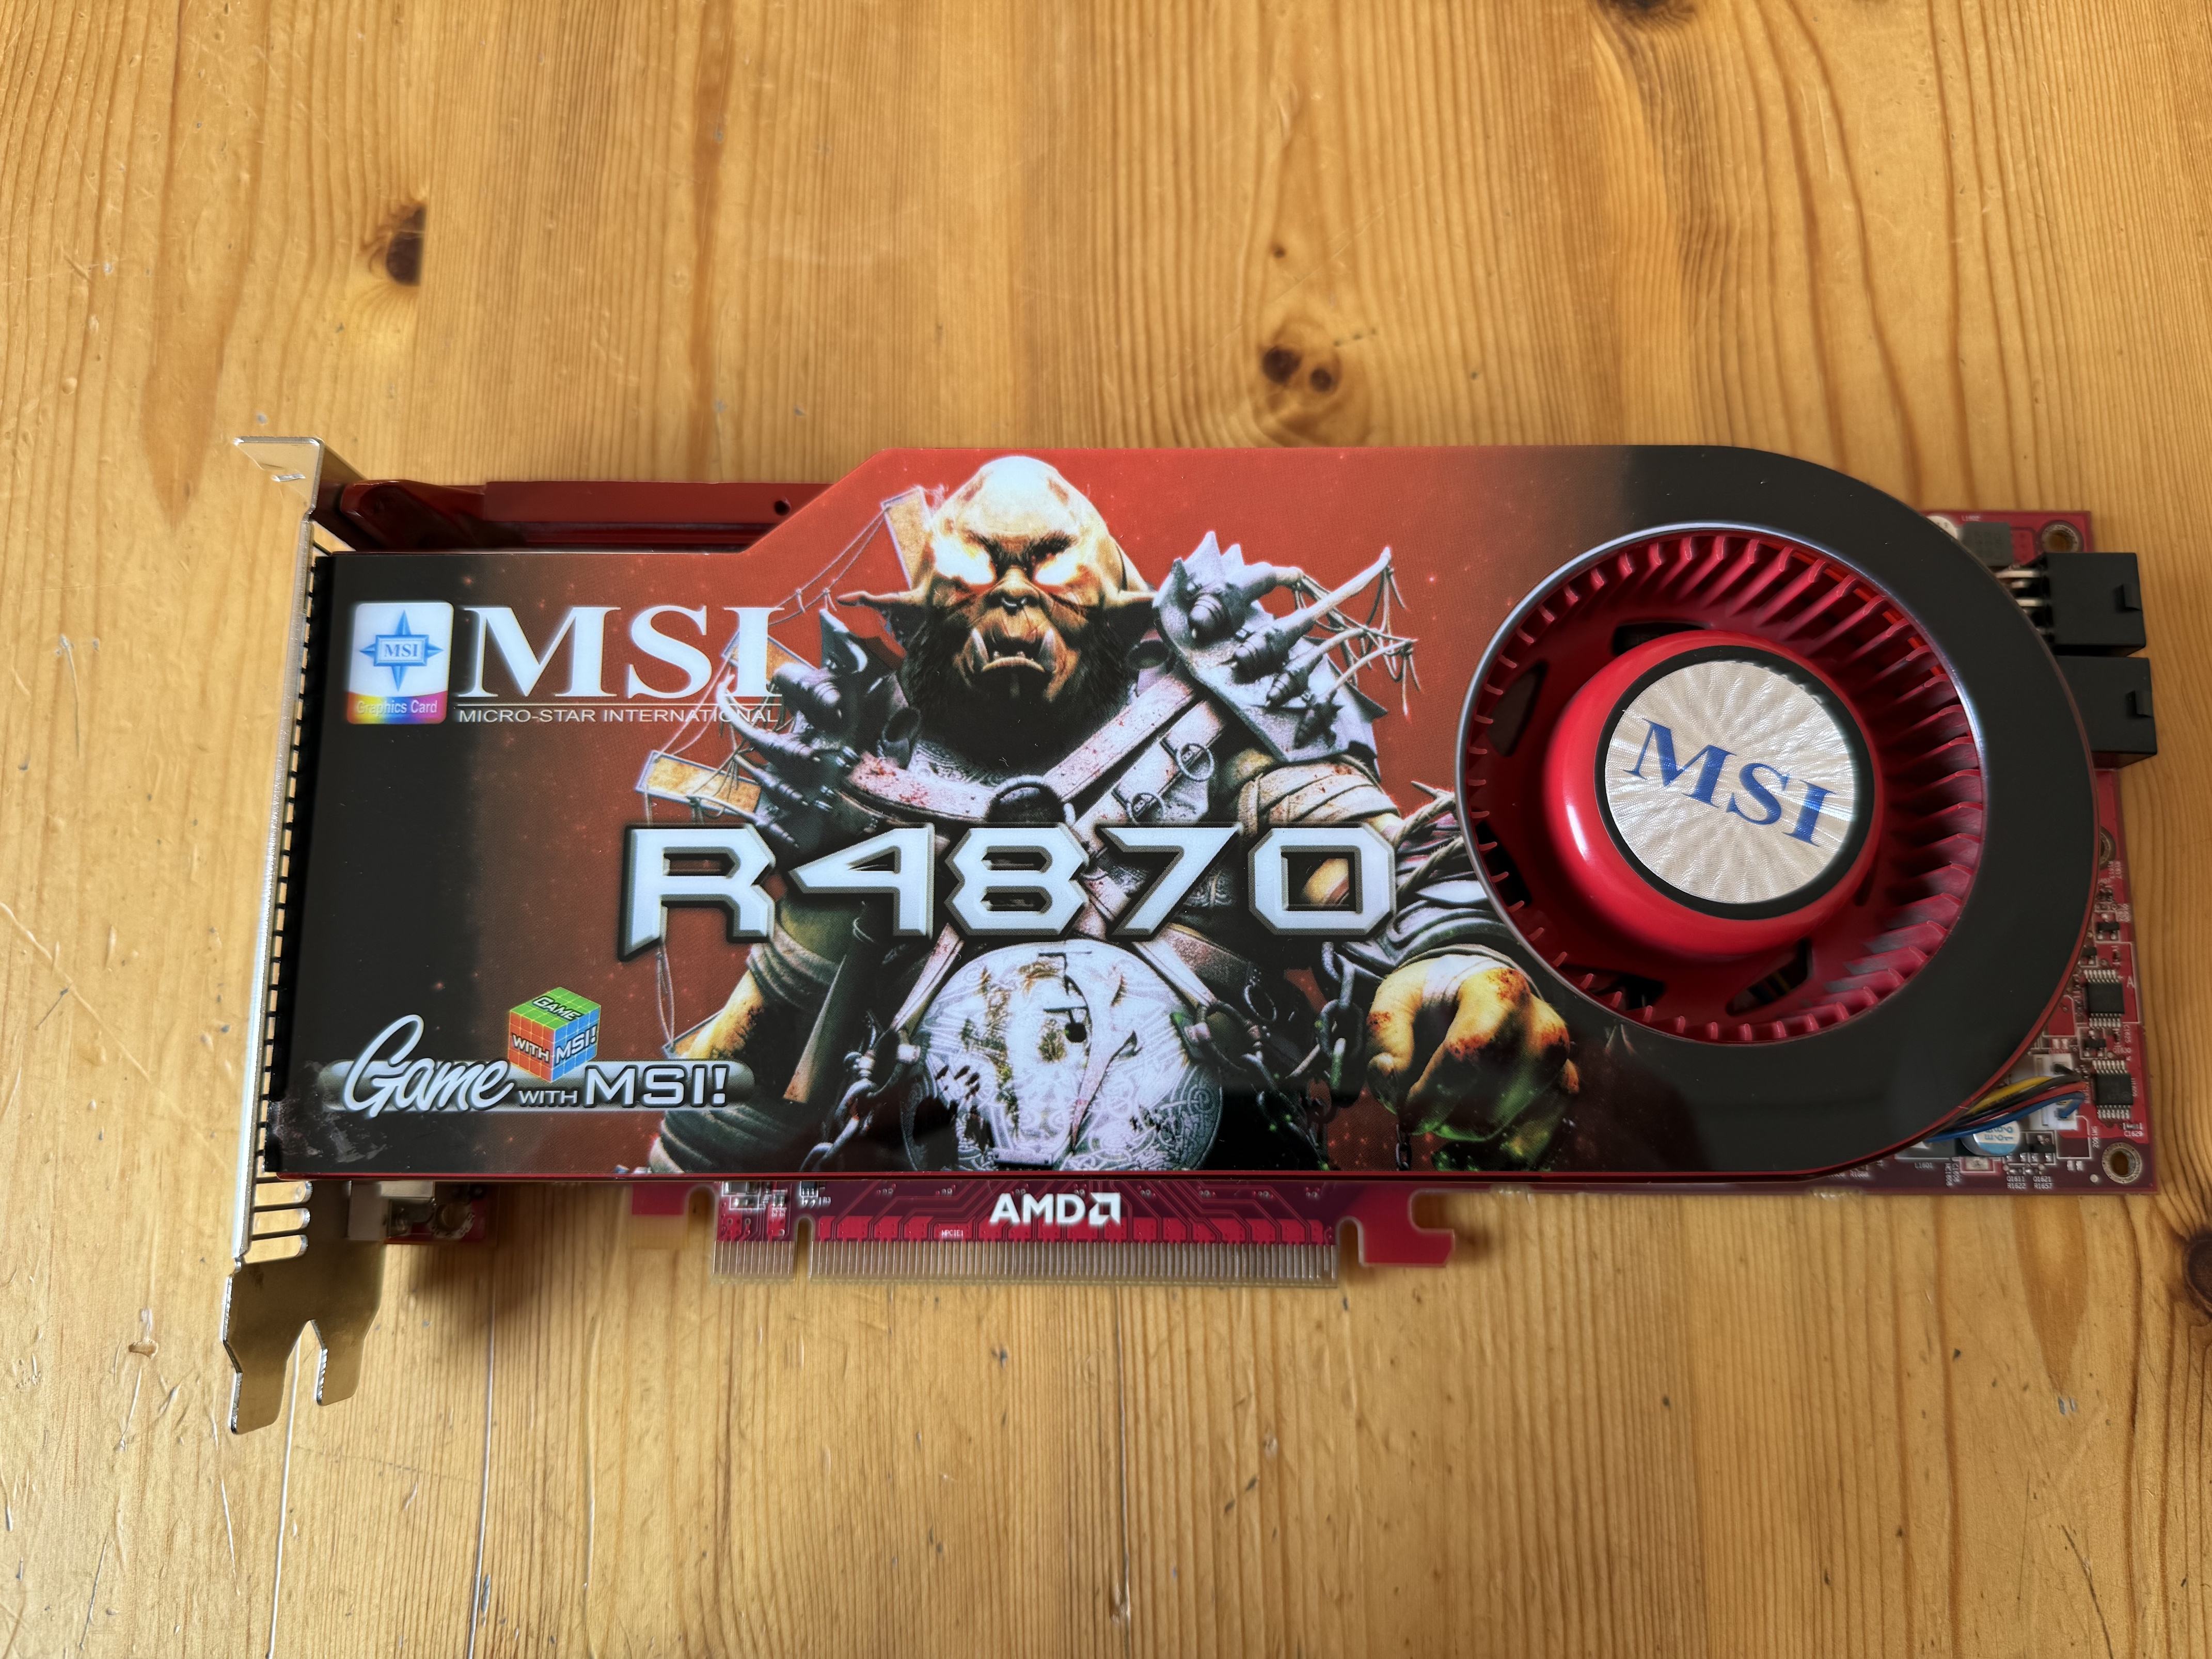 MSI
Graphics Card
MSI
MICRO-STAR INTERNATIONAL
R4870
MSI
GAME
WITH MSI!
Game WITH MSI!
AMD